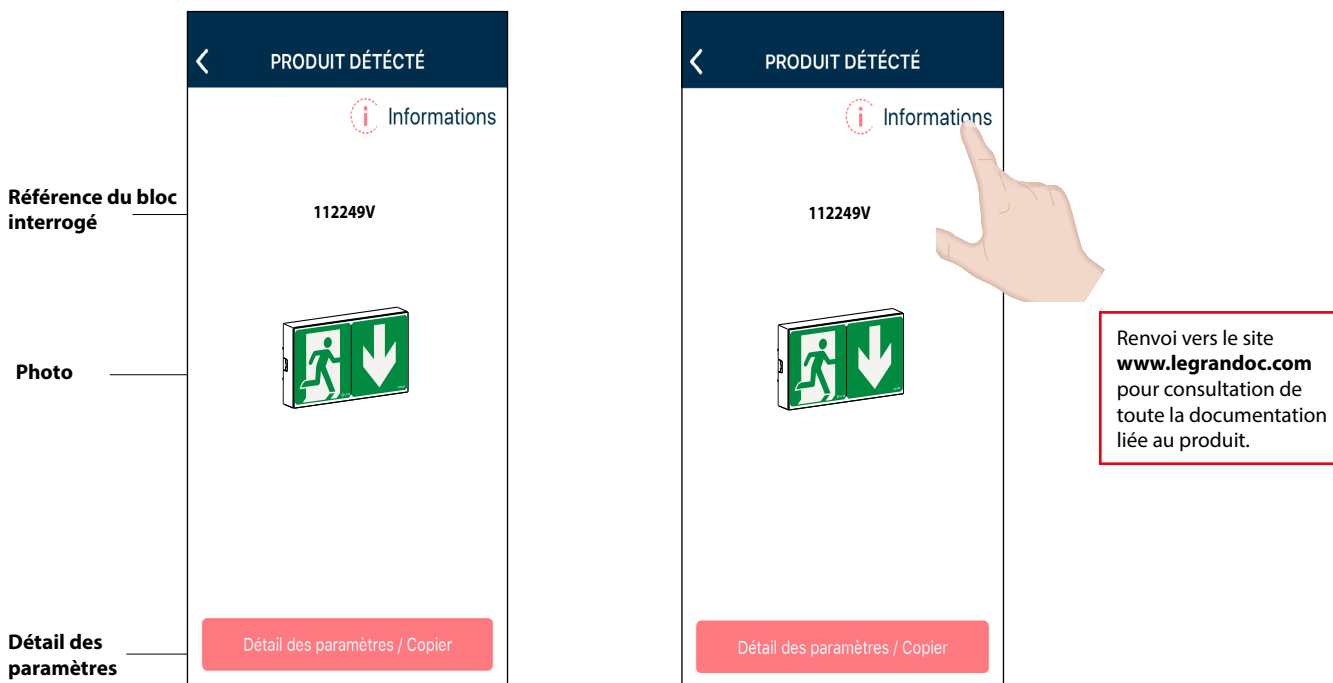 PRODUIT DÉTÉCTÉ
Informations
Référence du bloc
interrogé
112249V
Photo
Détail des
paramètres
Détail des paramètres / Copier
PRODUIT DÉTÉCTÉ
Informations
112249V
Renvoi vers le site
www.legrandoc.com
pour consultation de
toute la documentation
liée au produit.
Détail des paramètres / Copier